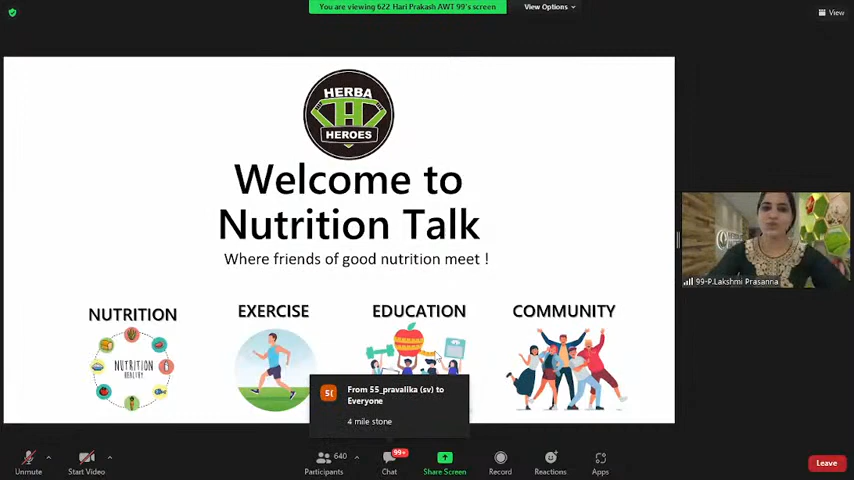 You are viewing 622 Hari Prakash AWT 99's screen
View Options
View
HERBA
H
HEROES
Welcome to
Nutrition Talk
Where friends of good nutrition meet !
NUTRITION
EXERCISE
EDUCATION
COMMUNITY
NUTRITION
HEALTHY
99-P.Lakshmi Prasanna
5(
From 55_pravalika (sv) to
Everyone
4 mile stone
Unmute
Start Video
640
Participants
99+
Chat
Share Screen
Record
Reactions
Apps
Leave